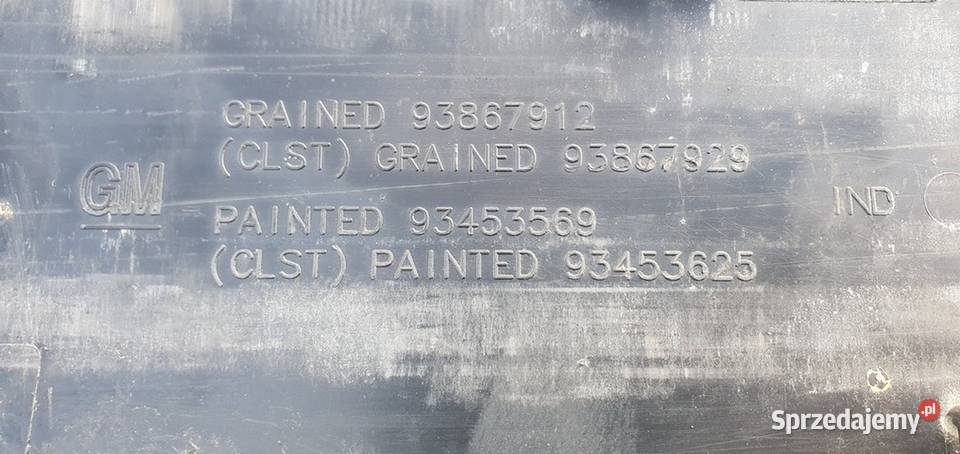 GRAINED 93867912
(CLST) GRAINED 93867929
GM
IND
PAINTED 93453569
(CLST) PAINTED 93453625
Sprzedajemy.pl